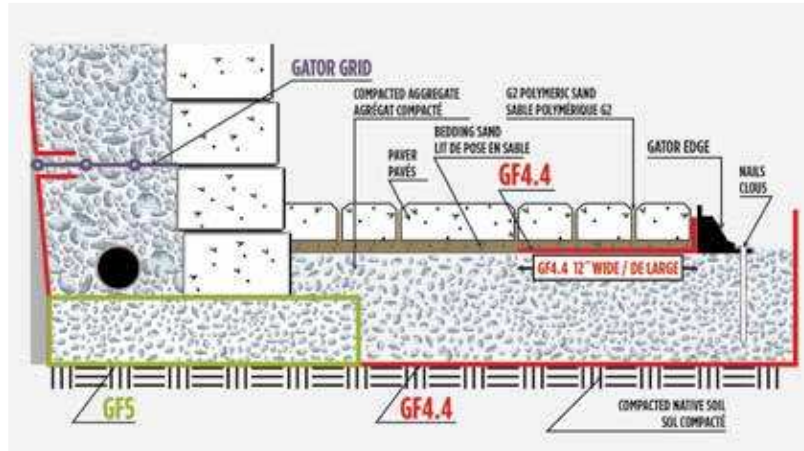 GATOR GRID
COMPACTED AGGREGATE
AGRÉGAT COMPACTÉ
G2 POLYMERIC SAND
SABLE POLYMÉRIQUE G2
BEDDING SAND
LIT DE POSE EN SABLE
PAVER
PAVÉS
GF4.4
GATOR EDGE
NAILS
CLOUS
GF4.4 12" WIDE / DE LARGE
GF5
GF4.4
COMPACTED NATIVE SOIL
SOL COMPACTÉ